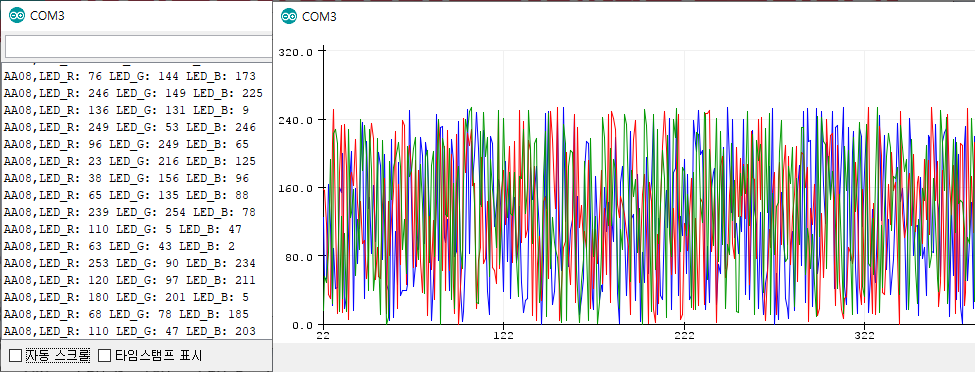 COM3
AA08,LED_R: 76 LED_G: 144 LED_B: 173
AA08,LED_R: 246 LED_G: 149 LED_B: 225
AA08,LED_R: 136 LED_G: 131 LED_B: 9
AA08,LED_R: 249 LED_G: 53 LED_B: 246
AA08,LED_R: 96 LED_G: 249 LED_B: 65
AA08,LED_R: 23 LED_G: 216 LED_B: 125
AA08,LED_R: 38 LED_G: 156 LED_B: 96
AA08,LED_R: 65 LED_G: 135 LED_B: 88
AA08,LED_R: 239 LED_G: 254 LED_B: 78
AA08,LED_R: 110 LED_G: 5 LED_B: 47
AA08,LED_R: 63 LED_G: 43 LED_B: 2
AA08,LED_R: 253 LED_G: 90 LED_B: 234
AA08,LED_R: 120 LED_G: 97 LED_B: 211
AA08,LED_R: 180 LED_G: 201 LED_B: 5
AA08,LED_R: 68 LED_G: 78 LED_B: 185
AA08,LED_R: 110 LED_G: 47 LED_B: 203
자동 스크롤 타임스탬프 표시
COM3
320.0
240.0
160.0
80.0
0.0
22 122 222 322